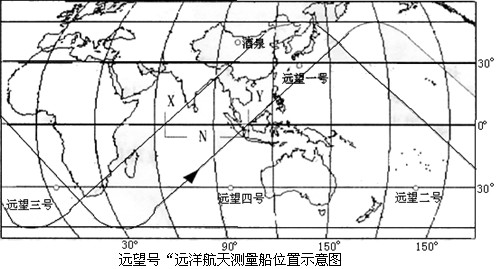 酒泉
30°
远望一号
X
Y
N
0°
远望三号
远望四号
远望二号
30°
30°
90°
150°
150°
远望号“远洋航天测量船位置示意图